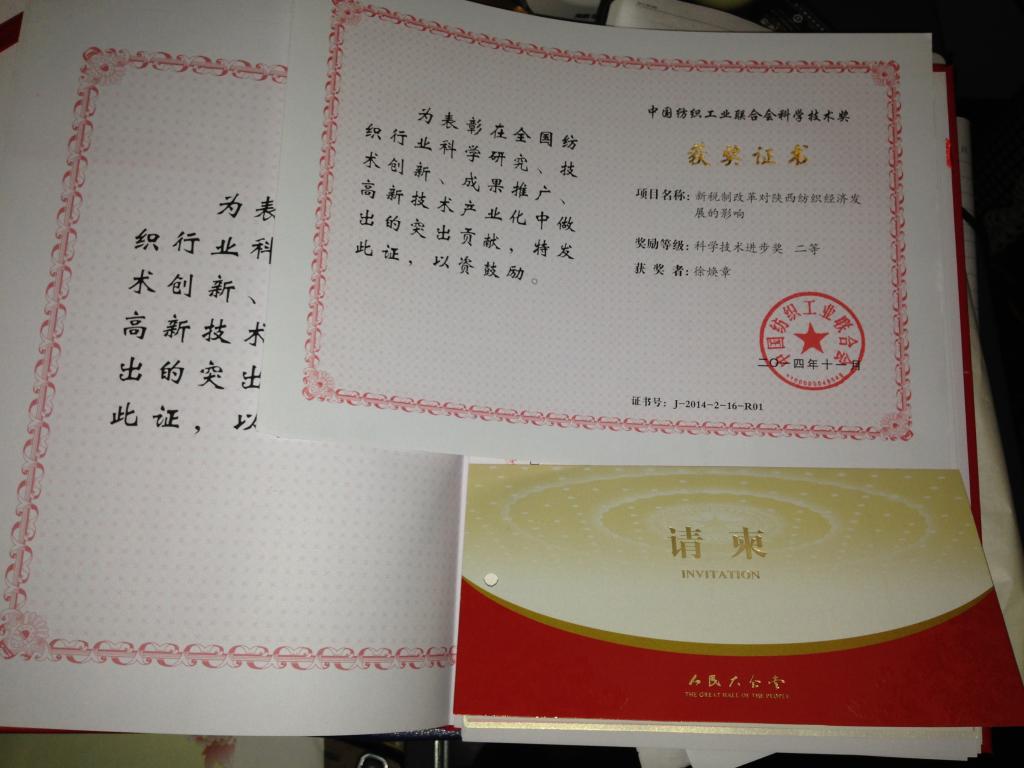 为表彰在全国纺
织行业科学研究、技
术创新、成果推广、
高新技术产业化中做
出的突出贡献，特发
此证，以资鼓励。
中国纺织工业联合会科学技术奖
获奖证书
项目名称：新税制改革对陕西纺织经济发
展的影响
奖励等级：科学技术进步奖 二等
获 奖 者：徐焕章
中国纺织工业联合会
二〇一四年十一月
证书号：J-2014-2-16-R01
为表
织行业科
术创新、
高新技术
出的突出
此证，以
请柬
INVITATION
人民大会堂
THE GREAT HALL OF THE PEOPLE